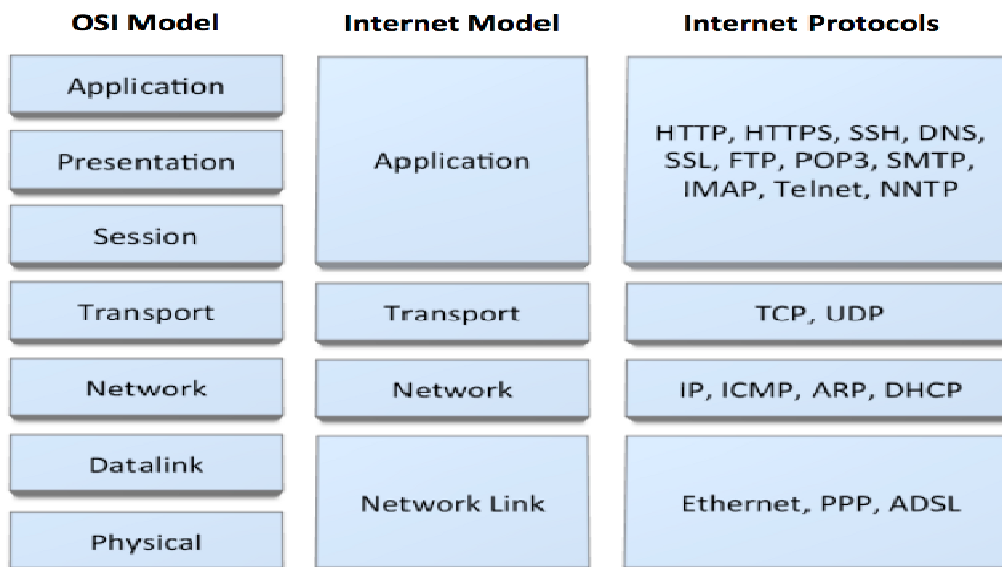 OSI Model
Internet Model
Internet Protocols
Application
Presentation
Session
Transport
Network
Datalink
Physical
Application
Transport
Network
Network Link
HTTP, HTTPS, SSH, DNS,
SSL, FTP, POP3, SMTP,
IMAP, Telnet, NNTP
TCP, UDP
IP, ICMP, ARP, DHCP
Ethernet, PPP, ADSL